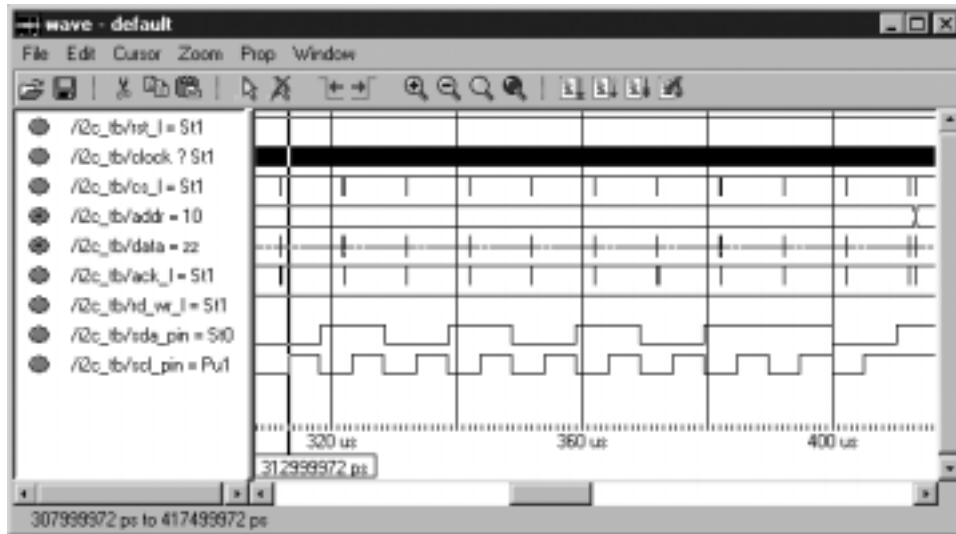 wave - default
File Edit Cursor Zoom Prop Window
/i2c_tb/rst_l = St1
/i2c_tb/clock ? St1
/i2c_tb/cs_l = St1
/i2c_tb/addr = 10
/i2c_tb/data = zz
/i2c_tb/ack_l = St1
/i2c_tb/rd_wr_l = St1
/i2c_tb/sda_pin = St0
/i2c_tb/scl_pin = Pu1
320 us 360 us 400 us
312999972 ps
307999972 ps to 417499972 ps